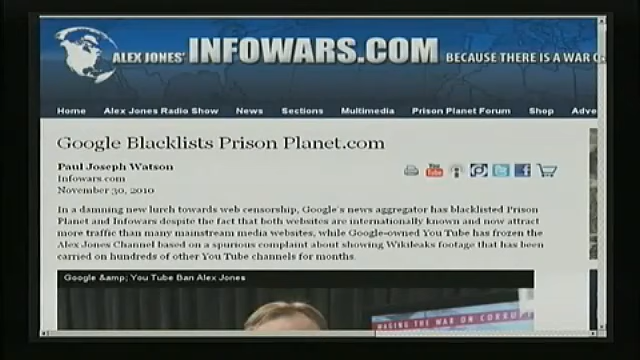 ALEX JONES' INFOWARS.COM BECAUSE THERE IS A WAR
Home Alex Jones Radio Show News Sections Multimedia Prison Planet Forum Shop Adve
Google Blacklists Prison Planet.com
Paul Joseph Watson
Infowars.com
November 30, 2010
You Tube
In a damning new lurch towards web censorship, Google's news aggregator has blacklisted Prison
Planet and Infowars despite the fact that both websites are internationally known and now attract
more traffic than many mainstream media websites, while Google-owned You Tube has frozen the
Alex Jones Channel based on a spurious complaint about showing Wikileaks footage that has been
carried on hundreds of other You Tube channels for months.
Google &amp; You Tube Ban Alex Jones
WAGING THE WAR ON CORRUP